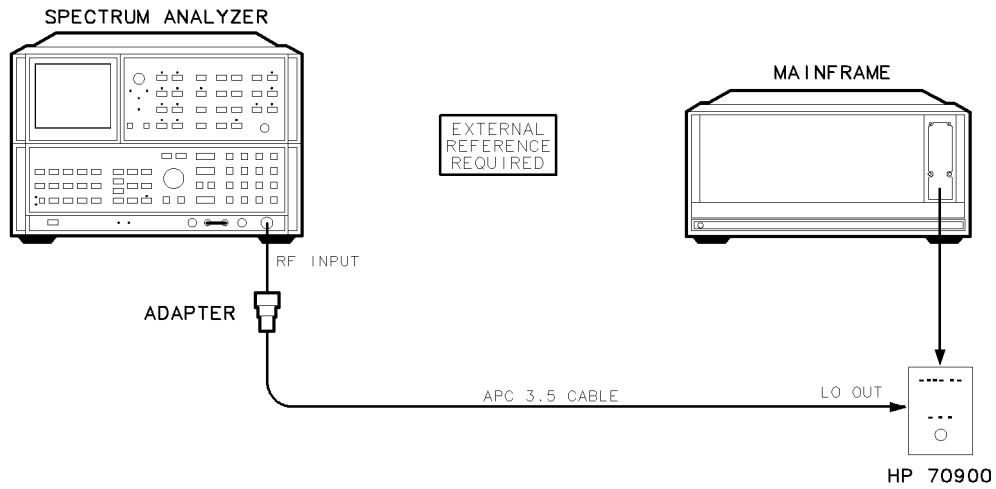 SPECTRUM ANALYZER
MAINFRAME
EXTERNAL
REFERENCE
REQUIRED
RF INPUT
ADAPTER
APC 3.5 CABLE
LO OUT
HP 70900